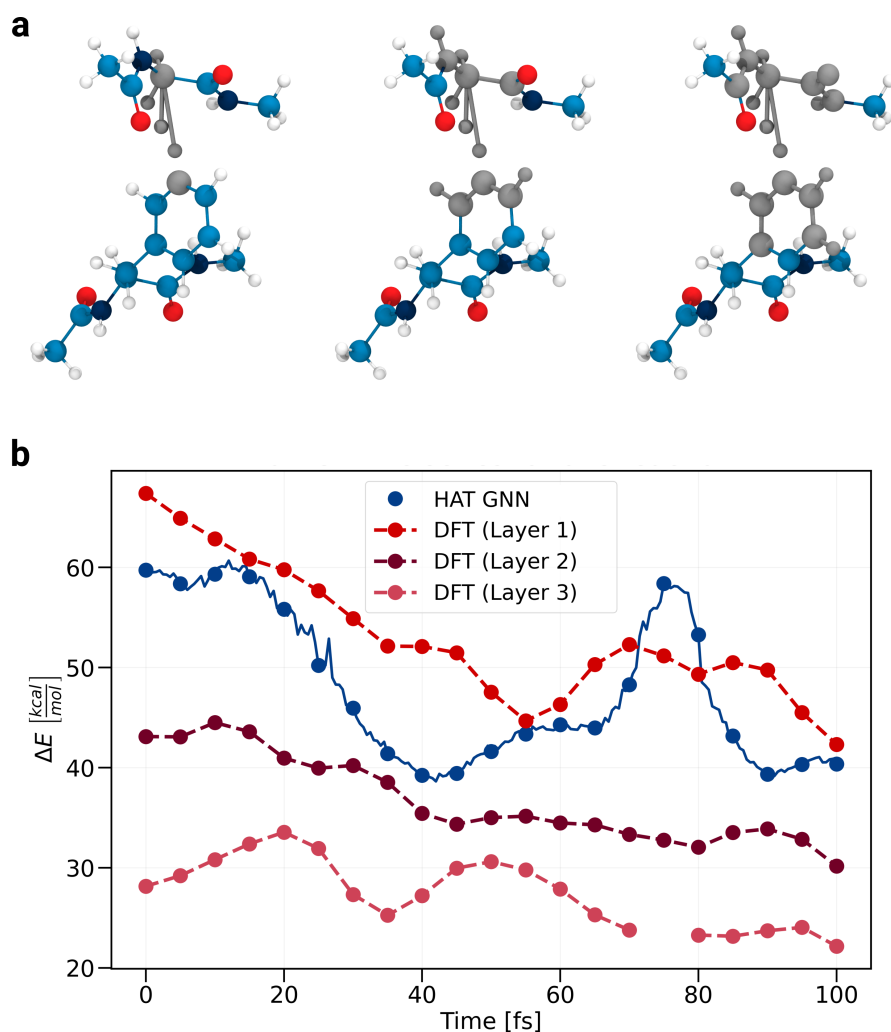 a
b
HAT GNN
DFT (Layer 1)
DFT (Layer 2)
DFT (Layer 3)
60
50
40
30
20
ΔE [kcal/mol]
0 20 40 60 80 100
Time [fs]